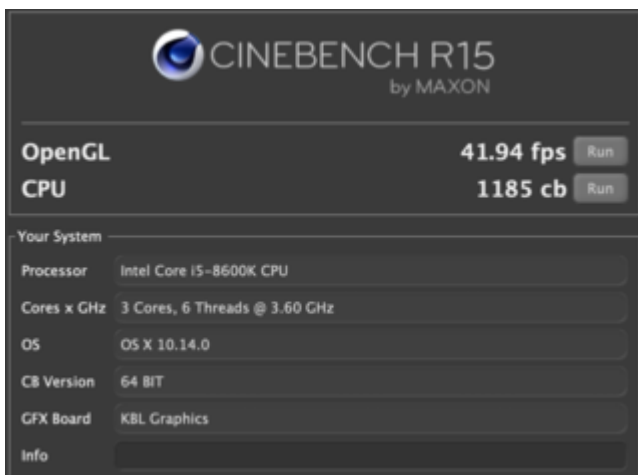 CINEBENCH R15
by MAXON
OpenGL 41.94 fps Run
CPU 1185 cb Run
Your System
Processor Intel Core i5-8600K CPU
Cores x GHz 3 Cores, 6 Threads @ 3.60 GHz
OS OS X 10.14.0
CB Version 64 BIT
GFX Board KBL Graphics
Info